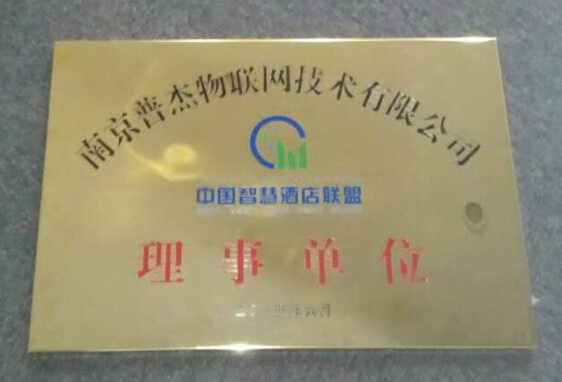 南京普杰物联网技术有限公司
中国智慧酒店联盟
理事单位